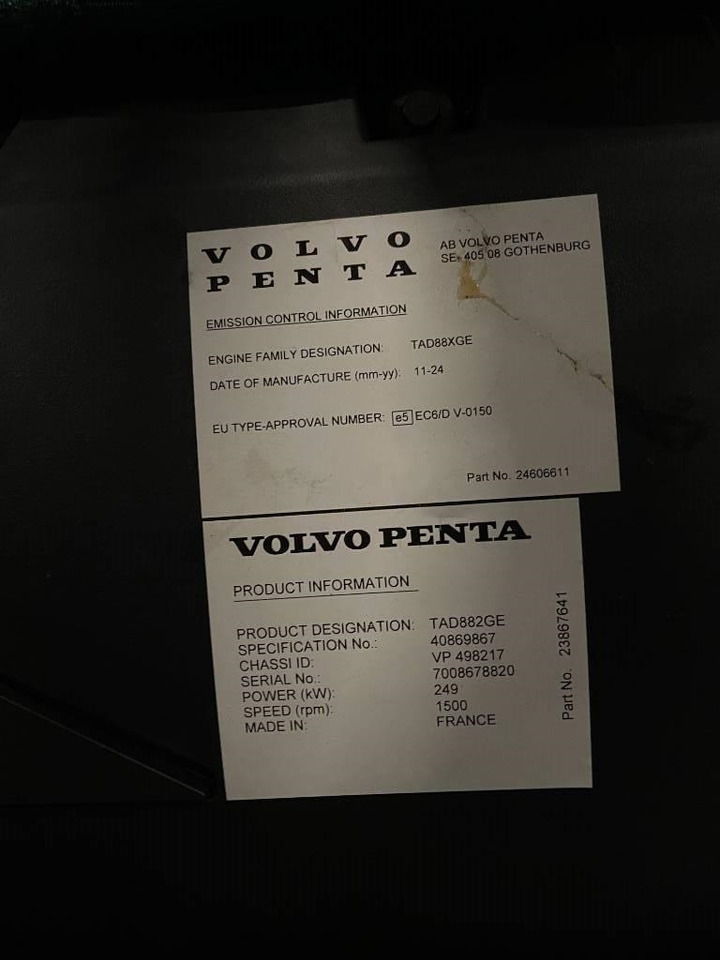 VOLVO
PENTA
AB VOLVO PENTA
SE- 405 08 GOTHENBURG
EMISSION CONTROL INFORMATION
ENGINE FAMILY DESIGNATION: TAD88XGE
DATE OF MANUFACTURE (mm-yy): 11-24
EU TYPE-APPROVAL NUMBER: e5 EC6/D V-0150
Part No. 24606611
VOLVO PENTA
PRODUCT INFORMATION
PRODUCT DESIGNATION: TAD882GE
SPECIFICATION No.: 40869867
CHASSI ID: VP 498217
SERIAL No.: 7008678820
POWER (kW): 249
SPEED (rpm): 1500
MADE IN: FRANCE
Part No. 23867641